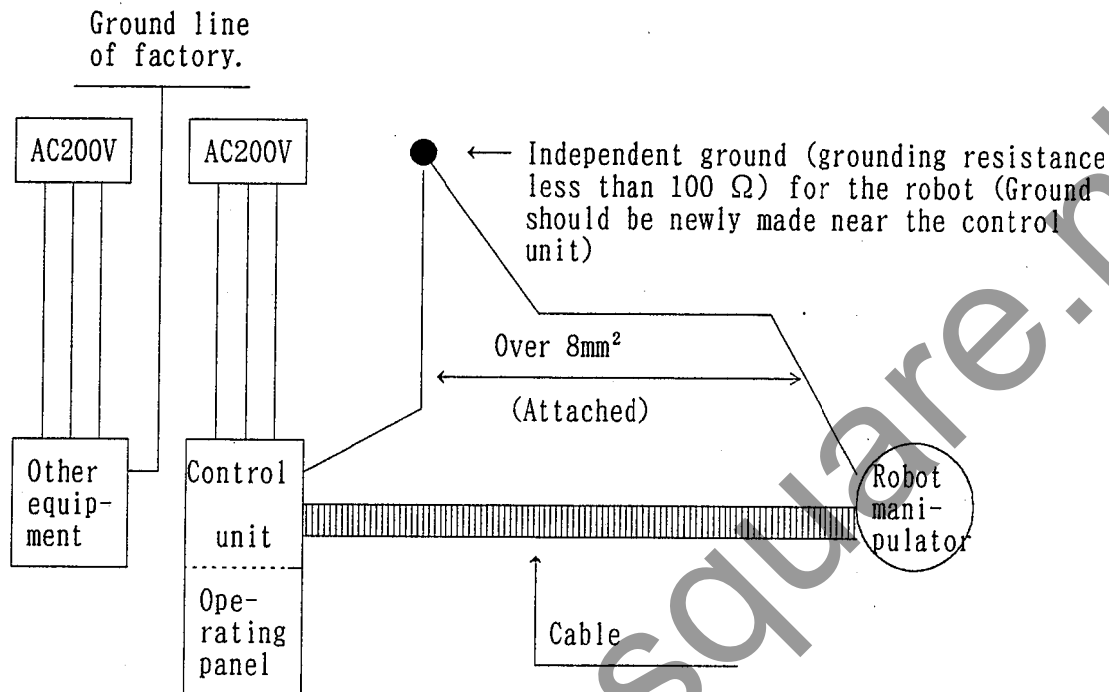 Ground line
of factory.
AC200V
AC200V
← Independent ground (grounding resistance
less than 100 Ω) for the robot (Ground
should be newly made near the control
unit)
Over 8mm²
(Attached)
Other
equip-
ment
Control
unit
Ope-
rating
panel
Robot
mani-
pulator
Cable
square.